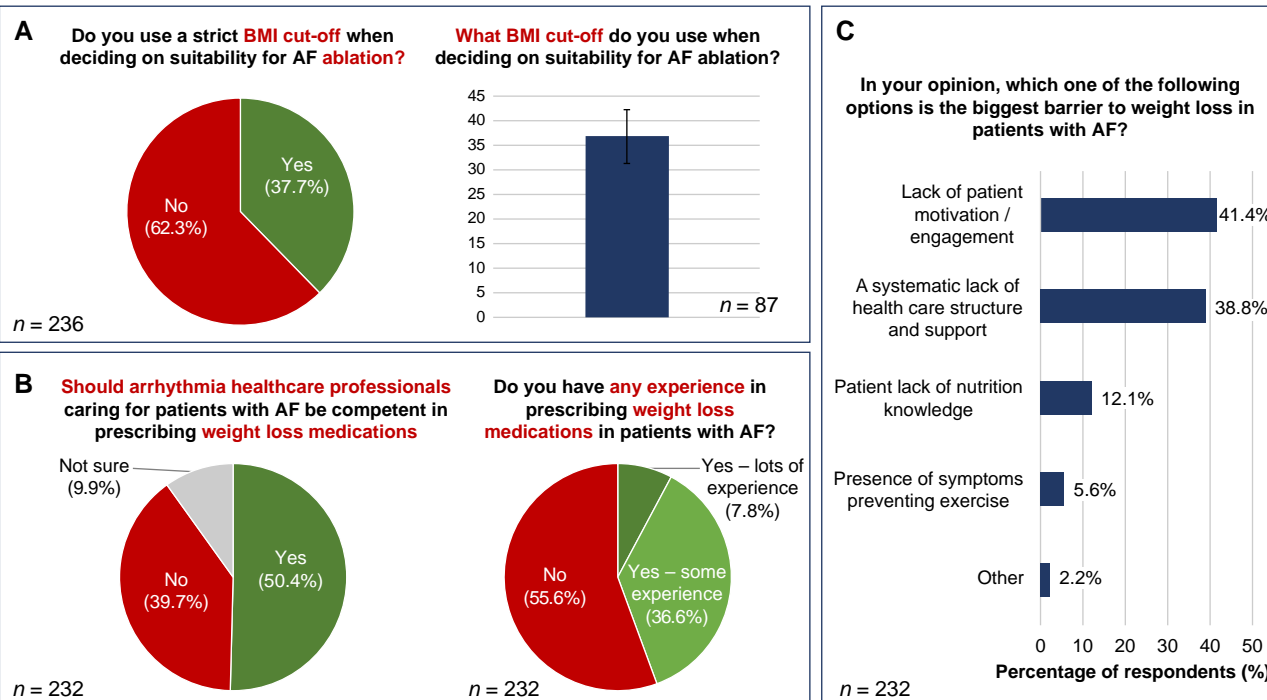 A
Do you use a strict BMI cut-off when
deciding on suitability for AF ablation?
Yes
(37.7%)
No
(62.3%)
n = 236
What BMI cut-off do you use when
deciding on suitability for AF ablation?
45
40
35
30
25
20
15
10
5
0
n = 87
B
Should arrhythmia healthcare professionals
caring for patients with AF be competent in
prescribing weight loss medications
Not sure
(9.9%)
Yes
(50.4%)
No
(39.7%)
n = 232
Do you have any experience in
prescribing weight loss
medications in patients with AF?
Yes – lots of
experience
(7.8%)
No
(55.6%)
Yes – some
experience
(36.6%)
n = 232
C
In your opinion, which one of the following
options is the biggest barrier to weight loss in
patients with AF?
Lack of patient
motivation /
engagement
41.4%
A systematic lack of
health care structure
and support
38.8%
Patient lack of nutrition
knowledge
12.1%
Presence of symptoms
preventing exercise
5.6%
Other
2.2%
0 10 20 30 40 50
Percentage of respondents (%)
n = 232